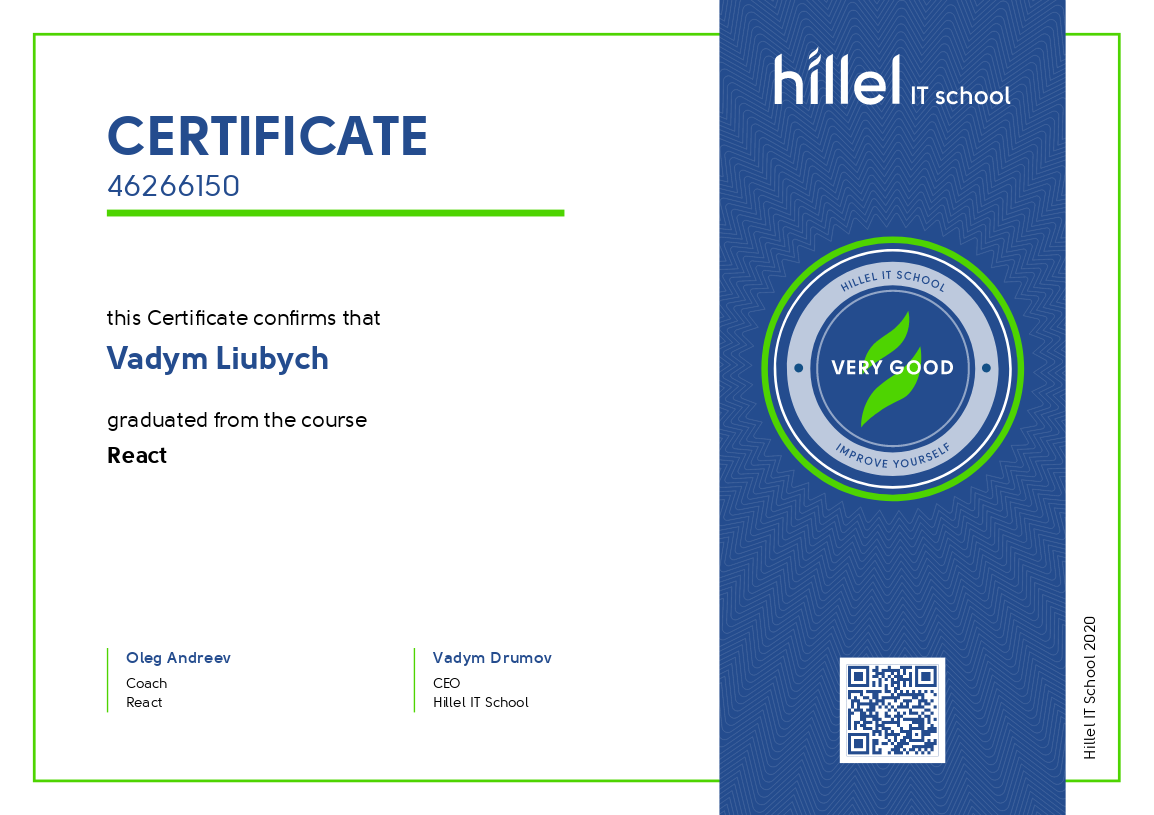 CERTIFICATE
46266150
this Certificate confirms that
Vadym Liubych
graduated from the course
React
Oleg Andreev
Coach
React
Vadym Drumov
CEO
Hillel IT School
hillel IT school
HILLEL IT SCHOOL
VERY GOOD
IMPROVE YOURSELF
Hillel IT School 2020